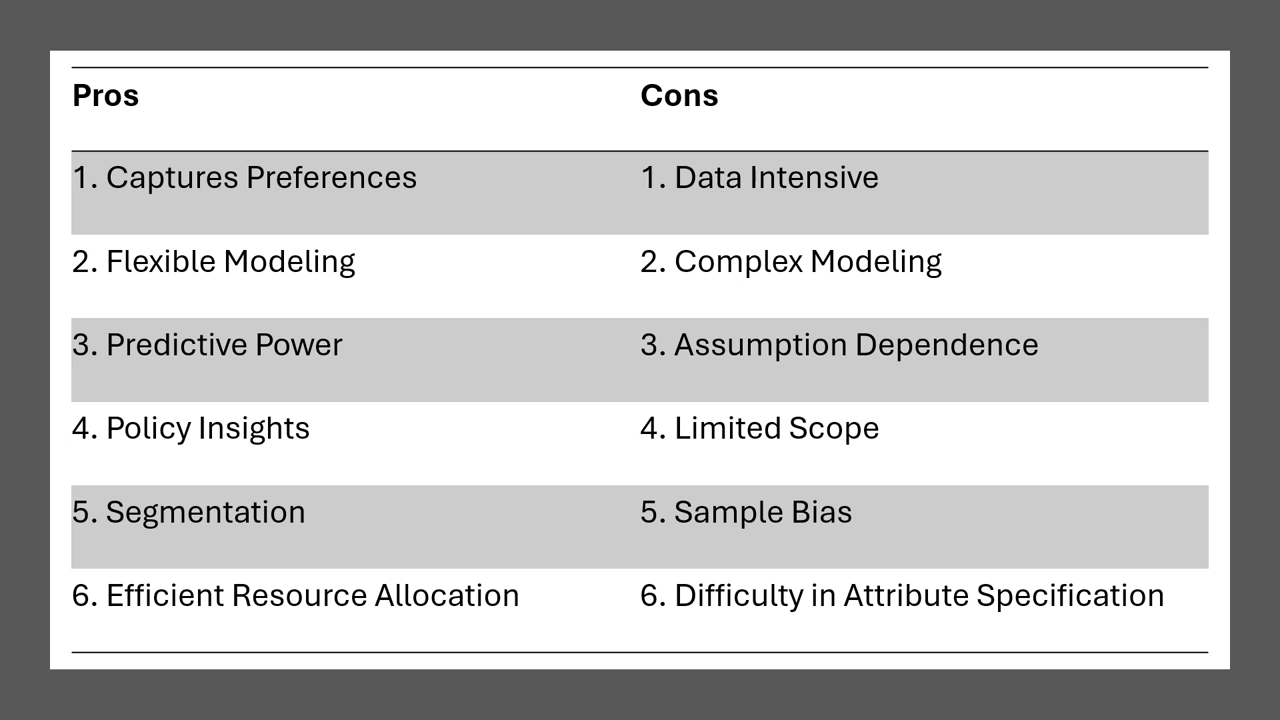 Pros Cons
1. Captures Preferences 1. Data Intensive
2. Flexible Modeling 2. Complex Modeling
3. Predictive Power 3. Assumption Dependence
4. Policy Insights 4. Limited Scope
5. Segmentation 5. Sample Bias
6. Efficient Resource Allocation 6. Difficulty in Attribute Specification